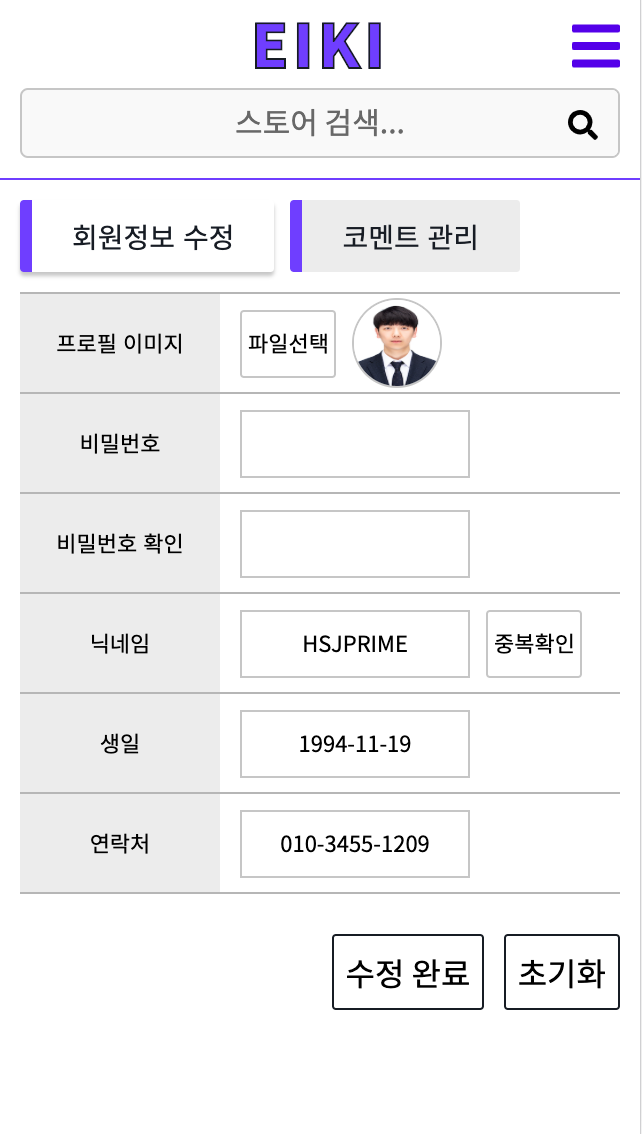 EIKI
스토어 검색...
회원정보 수정
코멘트 관리
프로필 이미지
파일선택
비밀번호
비밀번호 확인
닉네임
HSJPRIME
중복확인
생일
1994-11-19
연락처
010-3455-1209
수정 완료
초기화